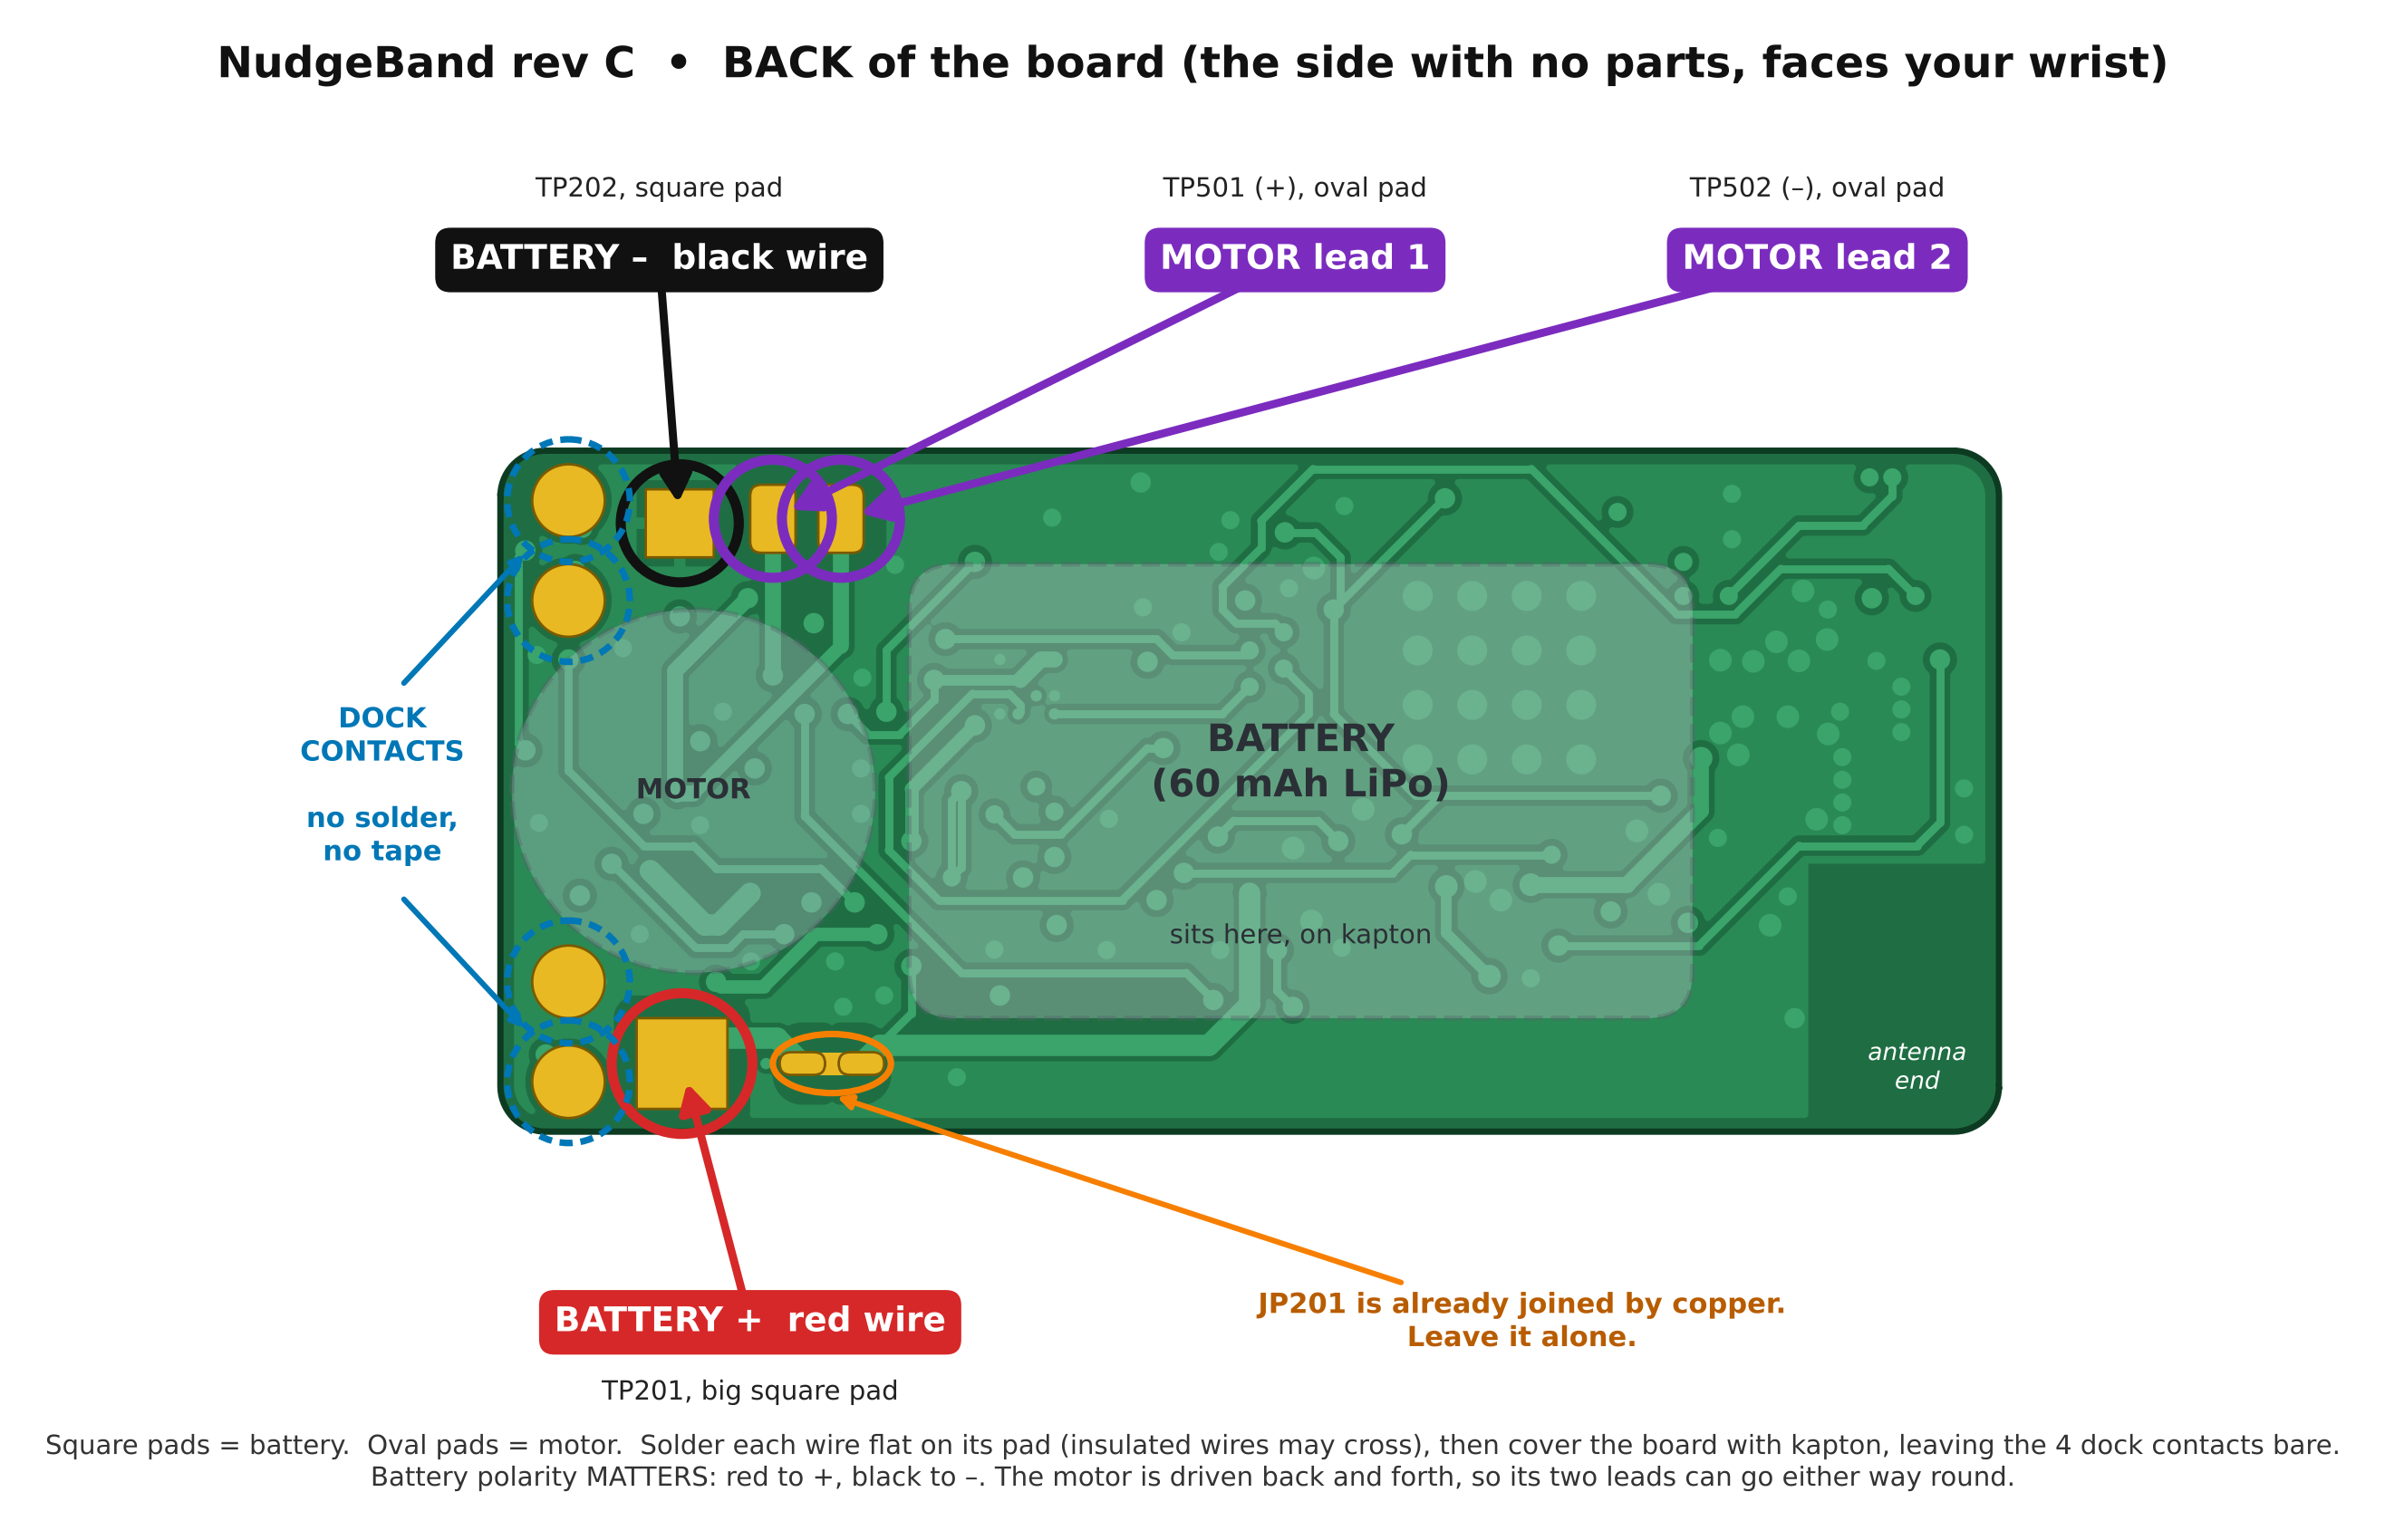 NudgeBand rev C • BACK of the board (the side with no parts, faces your wrist)
TP202, square pad
BATTERY – black wire
TP501 (+), oval pad
MOTOR lead 1
TP502 (–), oval pad
MOTOR lead 2
DOCK
CONTACTS
no solder,
no tape
MOTOR
BATTERY
(60 mAh LiPo)
sits here, on kapton
antenna
end
BATTERY + red wire
TP201, big square pad
JP201 is already joined by copper.
Leave it alone.
Square pads = battery. Oval pads = motor. Solder each wire flat on its pad (insulated wires may cross), then cover the board with kapton, leaving the 4 dock contacts bare.
Battery polarity MATTERS: red to +, black to –. The motor is driven back and forth, so its two leads can go either way round.